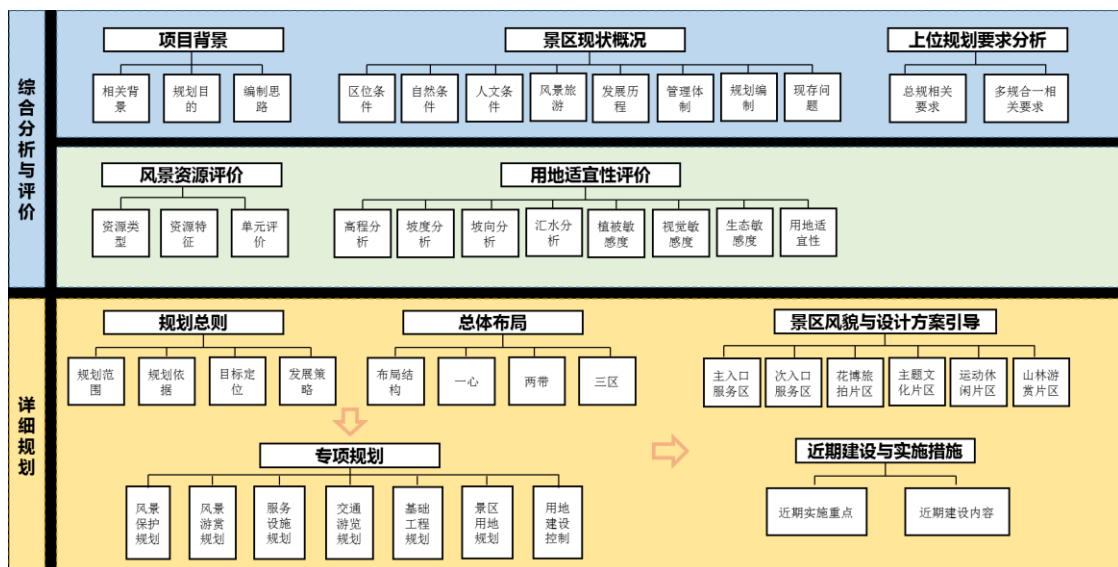 综合分析与评价
项目背景
相关背景
规划目的
编制思路
景区现状概况
区位条件
自然条件
人文条件
风景旅游
发展历程
管理体制
规划编制
现存问题
上位规划要求分析
总规相关
要求
多规合一相
关要求
风景资源评价
资源类
型
资源特
征
单元评
价
用地适宜性评价
高程分
析
坡度分
析
坡向分
析
汇水分
析
植被敏
感度
视觉敏
感度
生态敏
感度
用地适
宜性
详细规划
规划总则
规划范
围
规划依
据
目标定
位
发展策
略
总体布局
布局结
构
一心
两带
三区
景区风貌与设计方案引导
主入口
服务区
次入口
服务区
花博旅
拍片区
主题文
化片区
运动休
闲片区
山林游
赏片区
专项规划
风景
保护
规划
风景
游赏
规划
服务
设施
规划
交通
游览
规划
基础
工程
规划
景区
用地
规划
用地
建设
控制
近期建设与实施措施
近期实施重点
近期建设内容